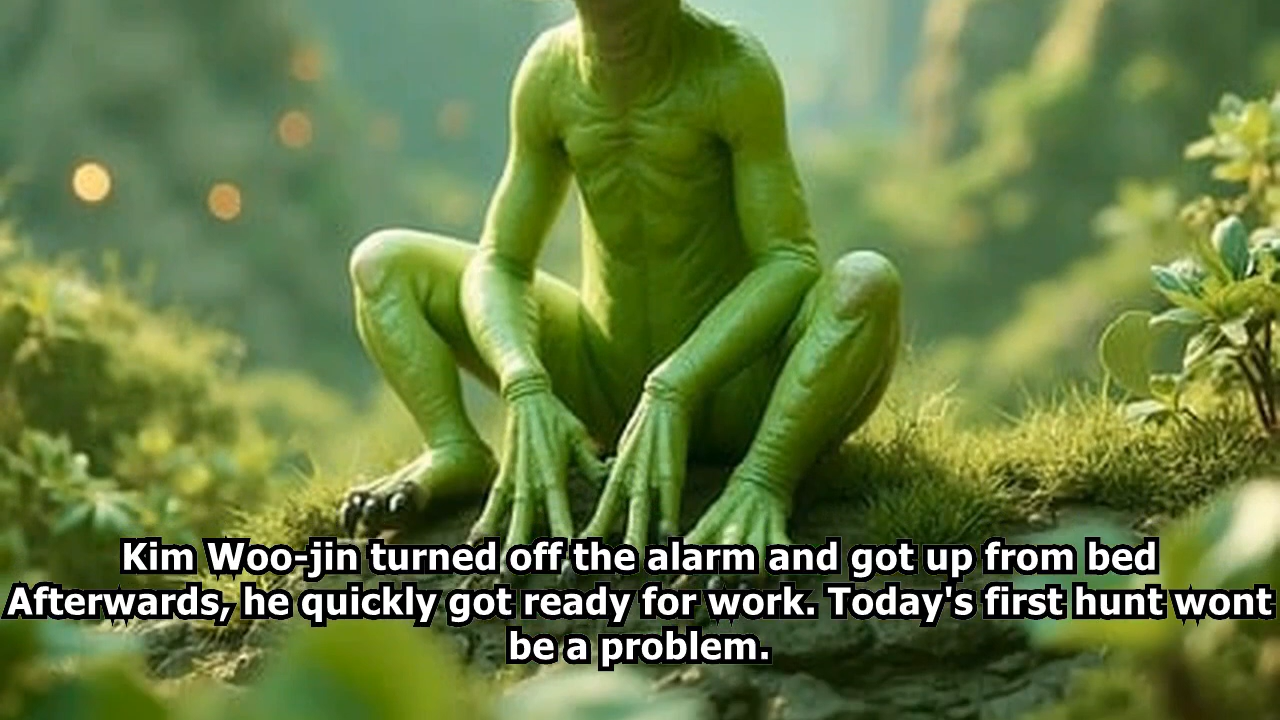 Kim Woo-jin turned off the alarm and got up from bed
Afterwards, he quickly got ready for work. Today's first hunt wont
be a problem.